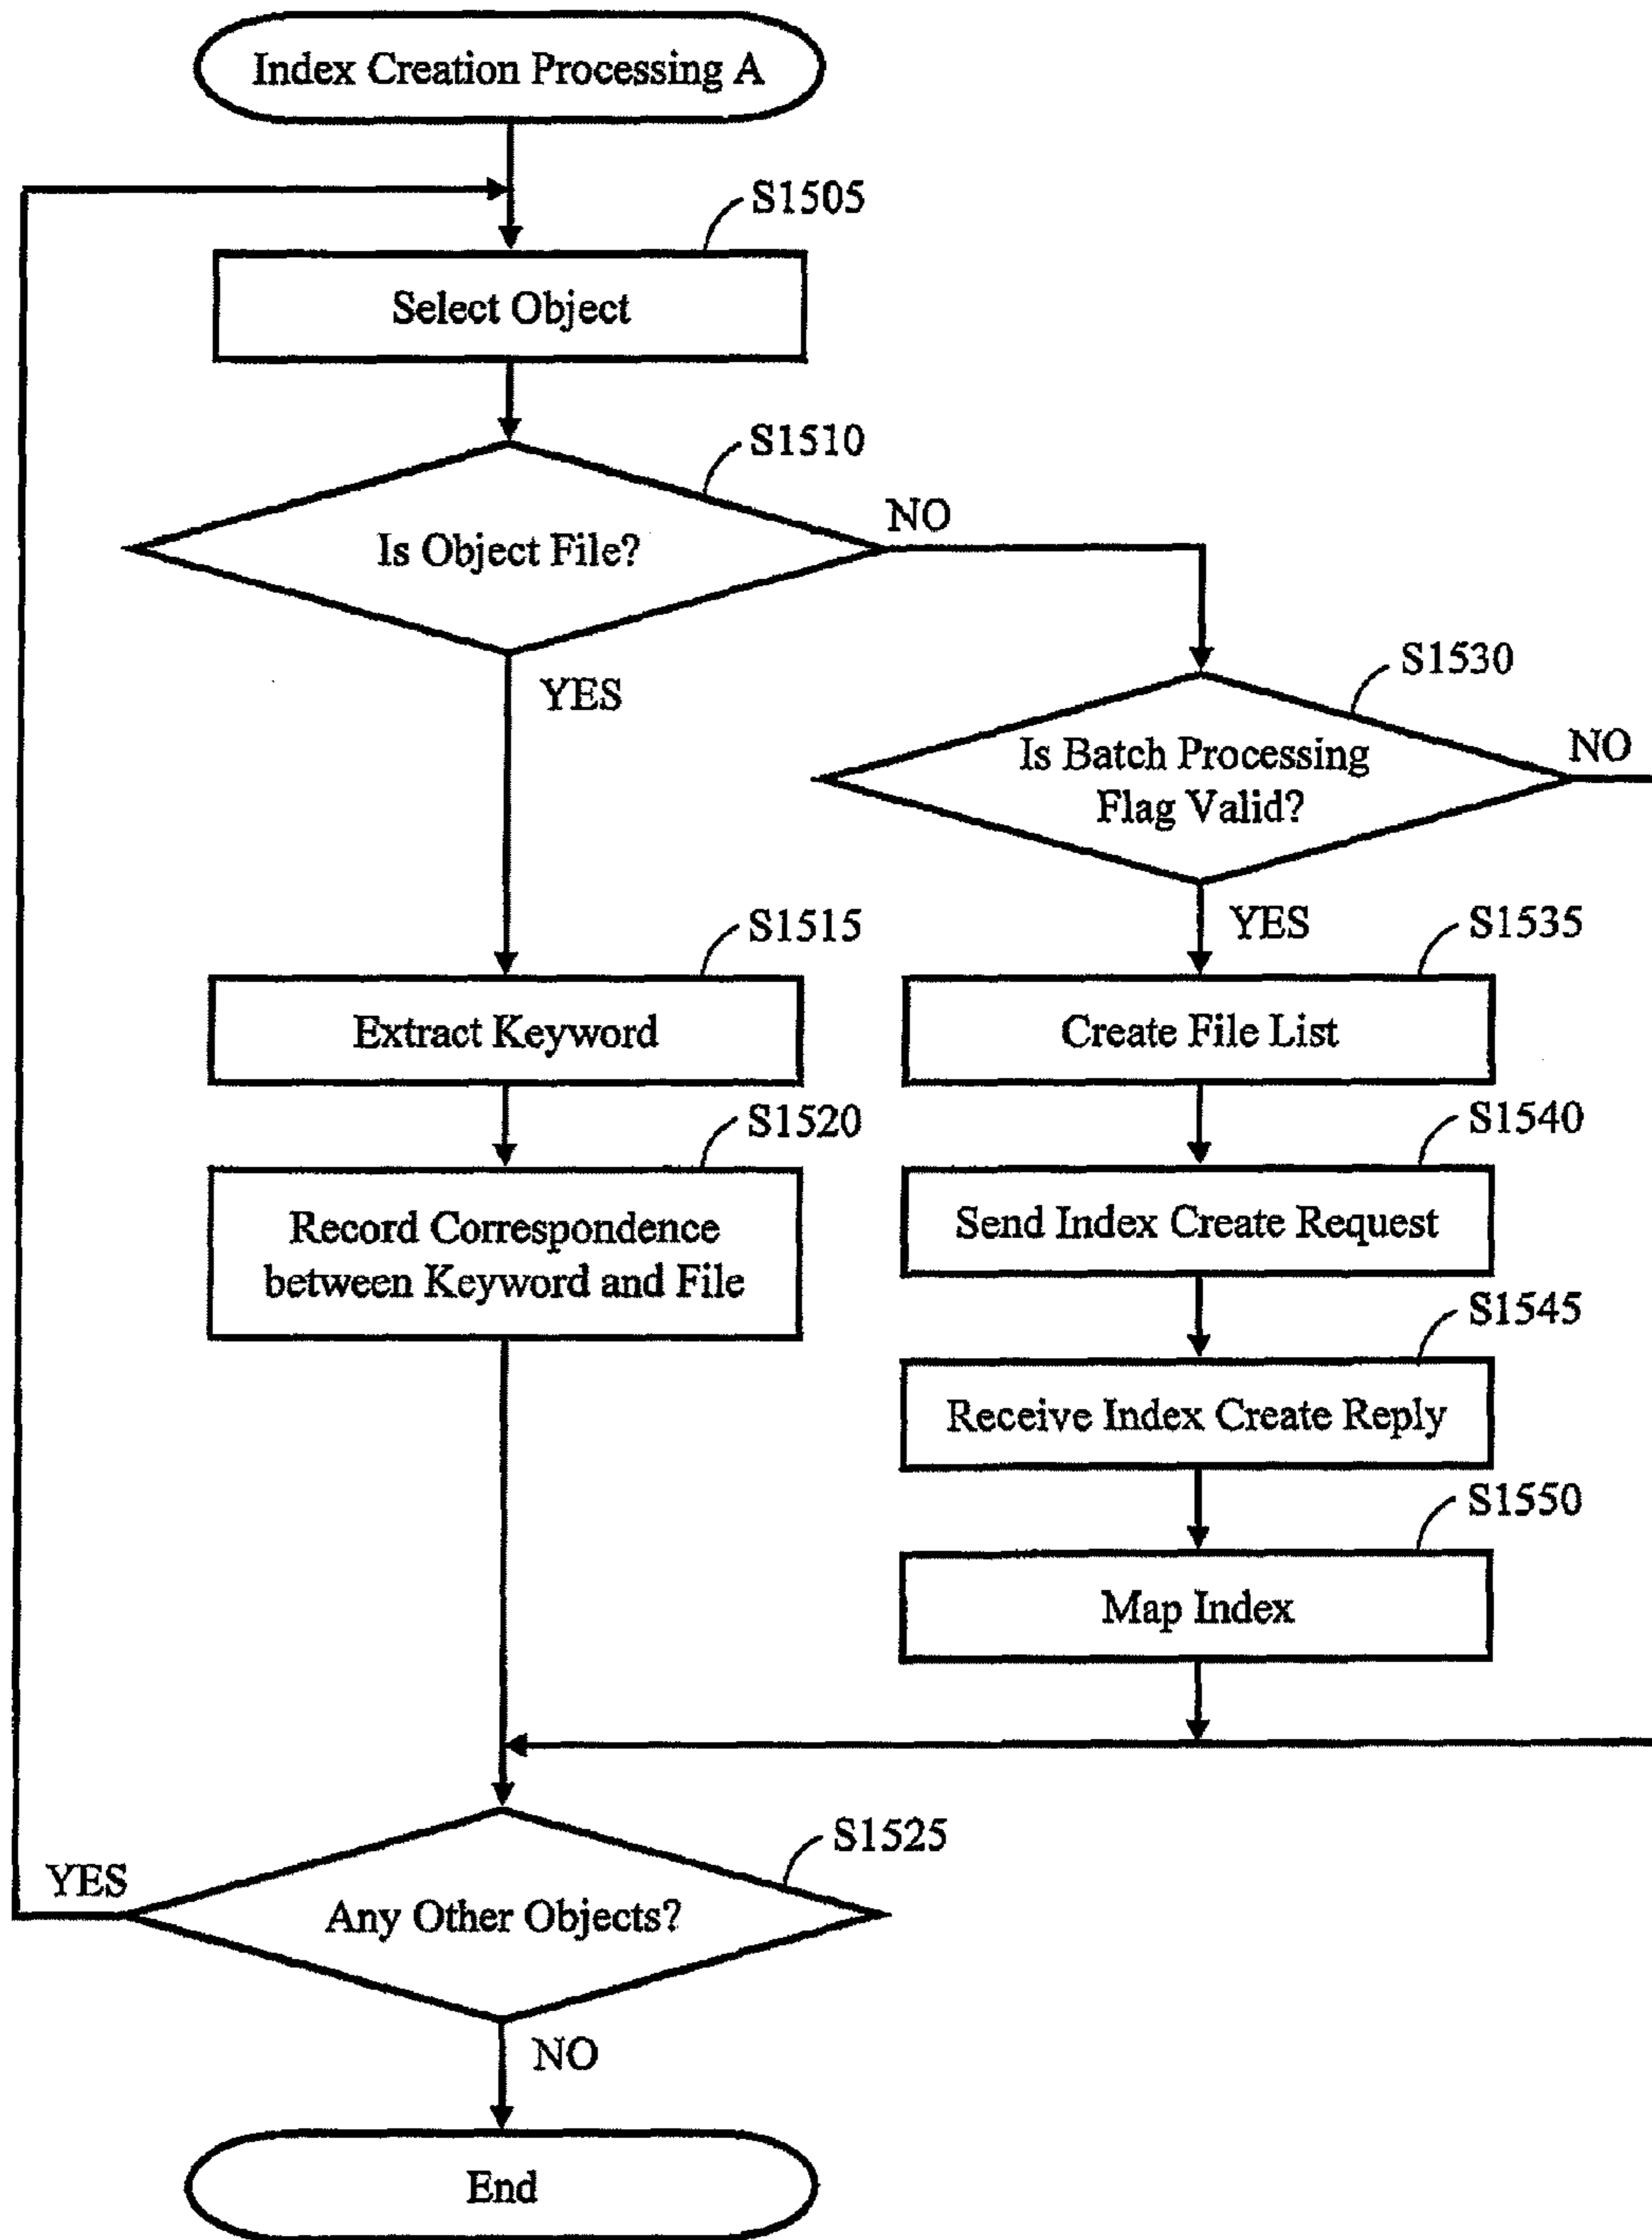 Index Creation Processing A
S1505
Select Object
S1510
NO
Is Object File?
YES
S1530
Is Batch Processing
Flag Valid?
NO
YES
S1515
S1535
Extract Keyword
Create File List
S1520
S1540
Record Correspondence
between Keyword and File
Send Index Create Request
S1545
Receive Index Create Reply
S1550
Map Index
S1525
YES
Any Other Objects?
NO
End